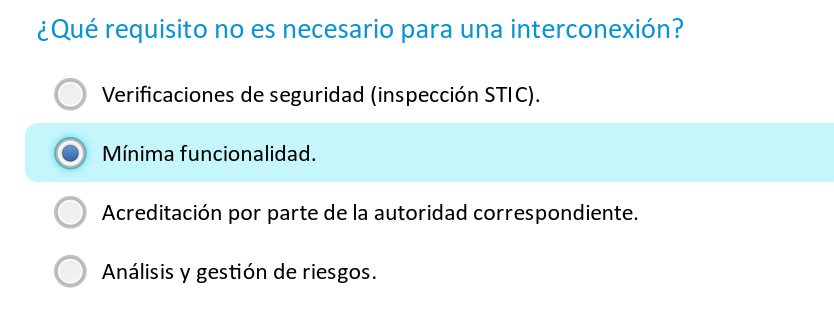 ¿Qué requisito no es necesario para una interconexión?
Verificaciones de seguridad (inspección STIC).
Mínima funcionalidad.
Acreditación por parte de la autoridad correspondiente.
Análisis y gestión de riesgos.